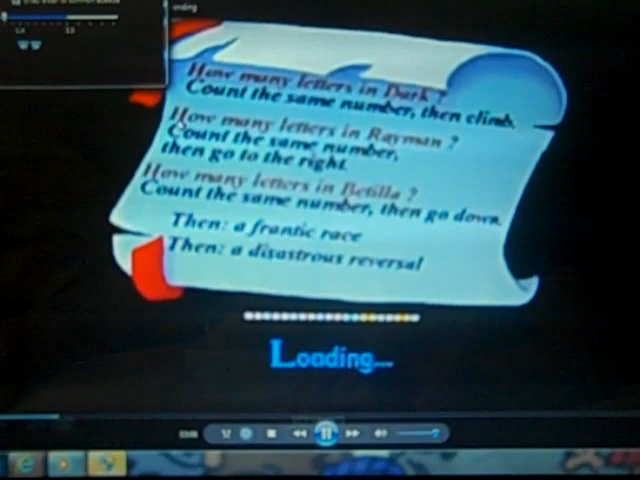 How many letters in Dark ?
Count the same number, then climb.
How many letters in Rayman ?
Count the same number,
then go to the right.
How many letters in Betilla ?
Count the same number, then go down.
Then: a frantic race
Then: a disastrous reversal
Loading...